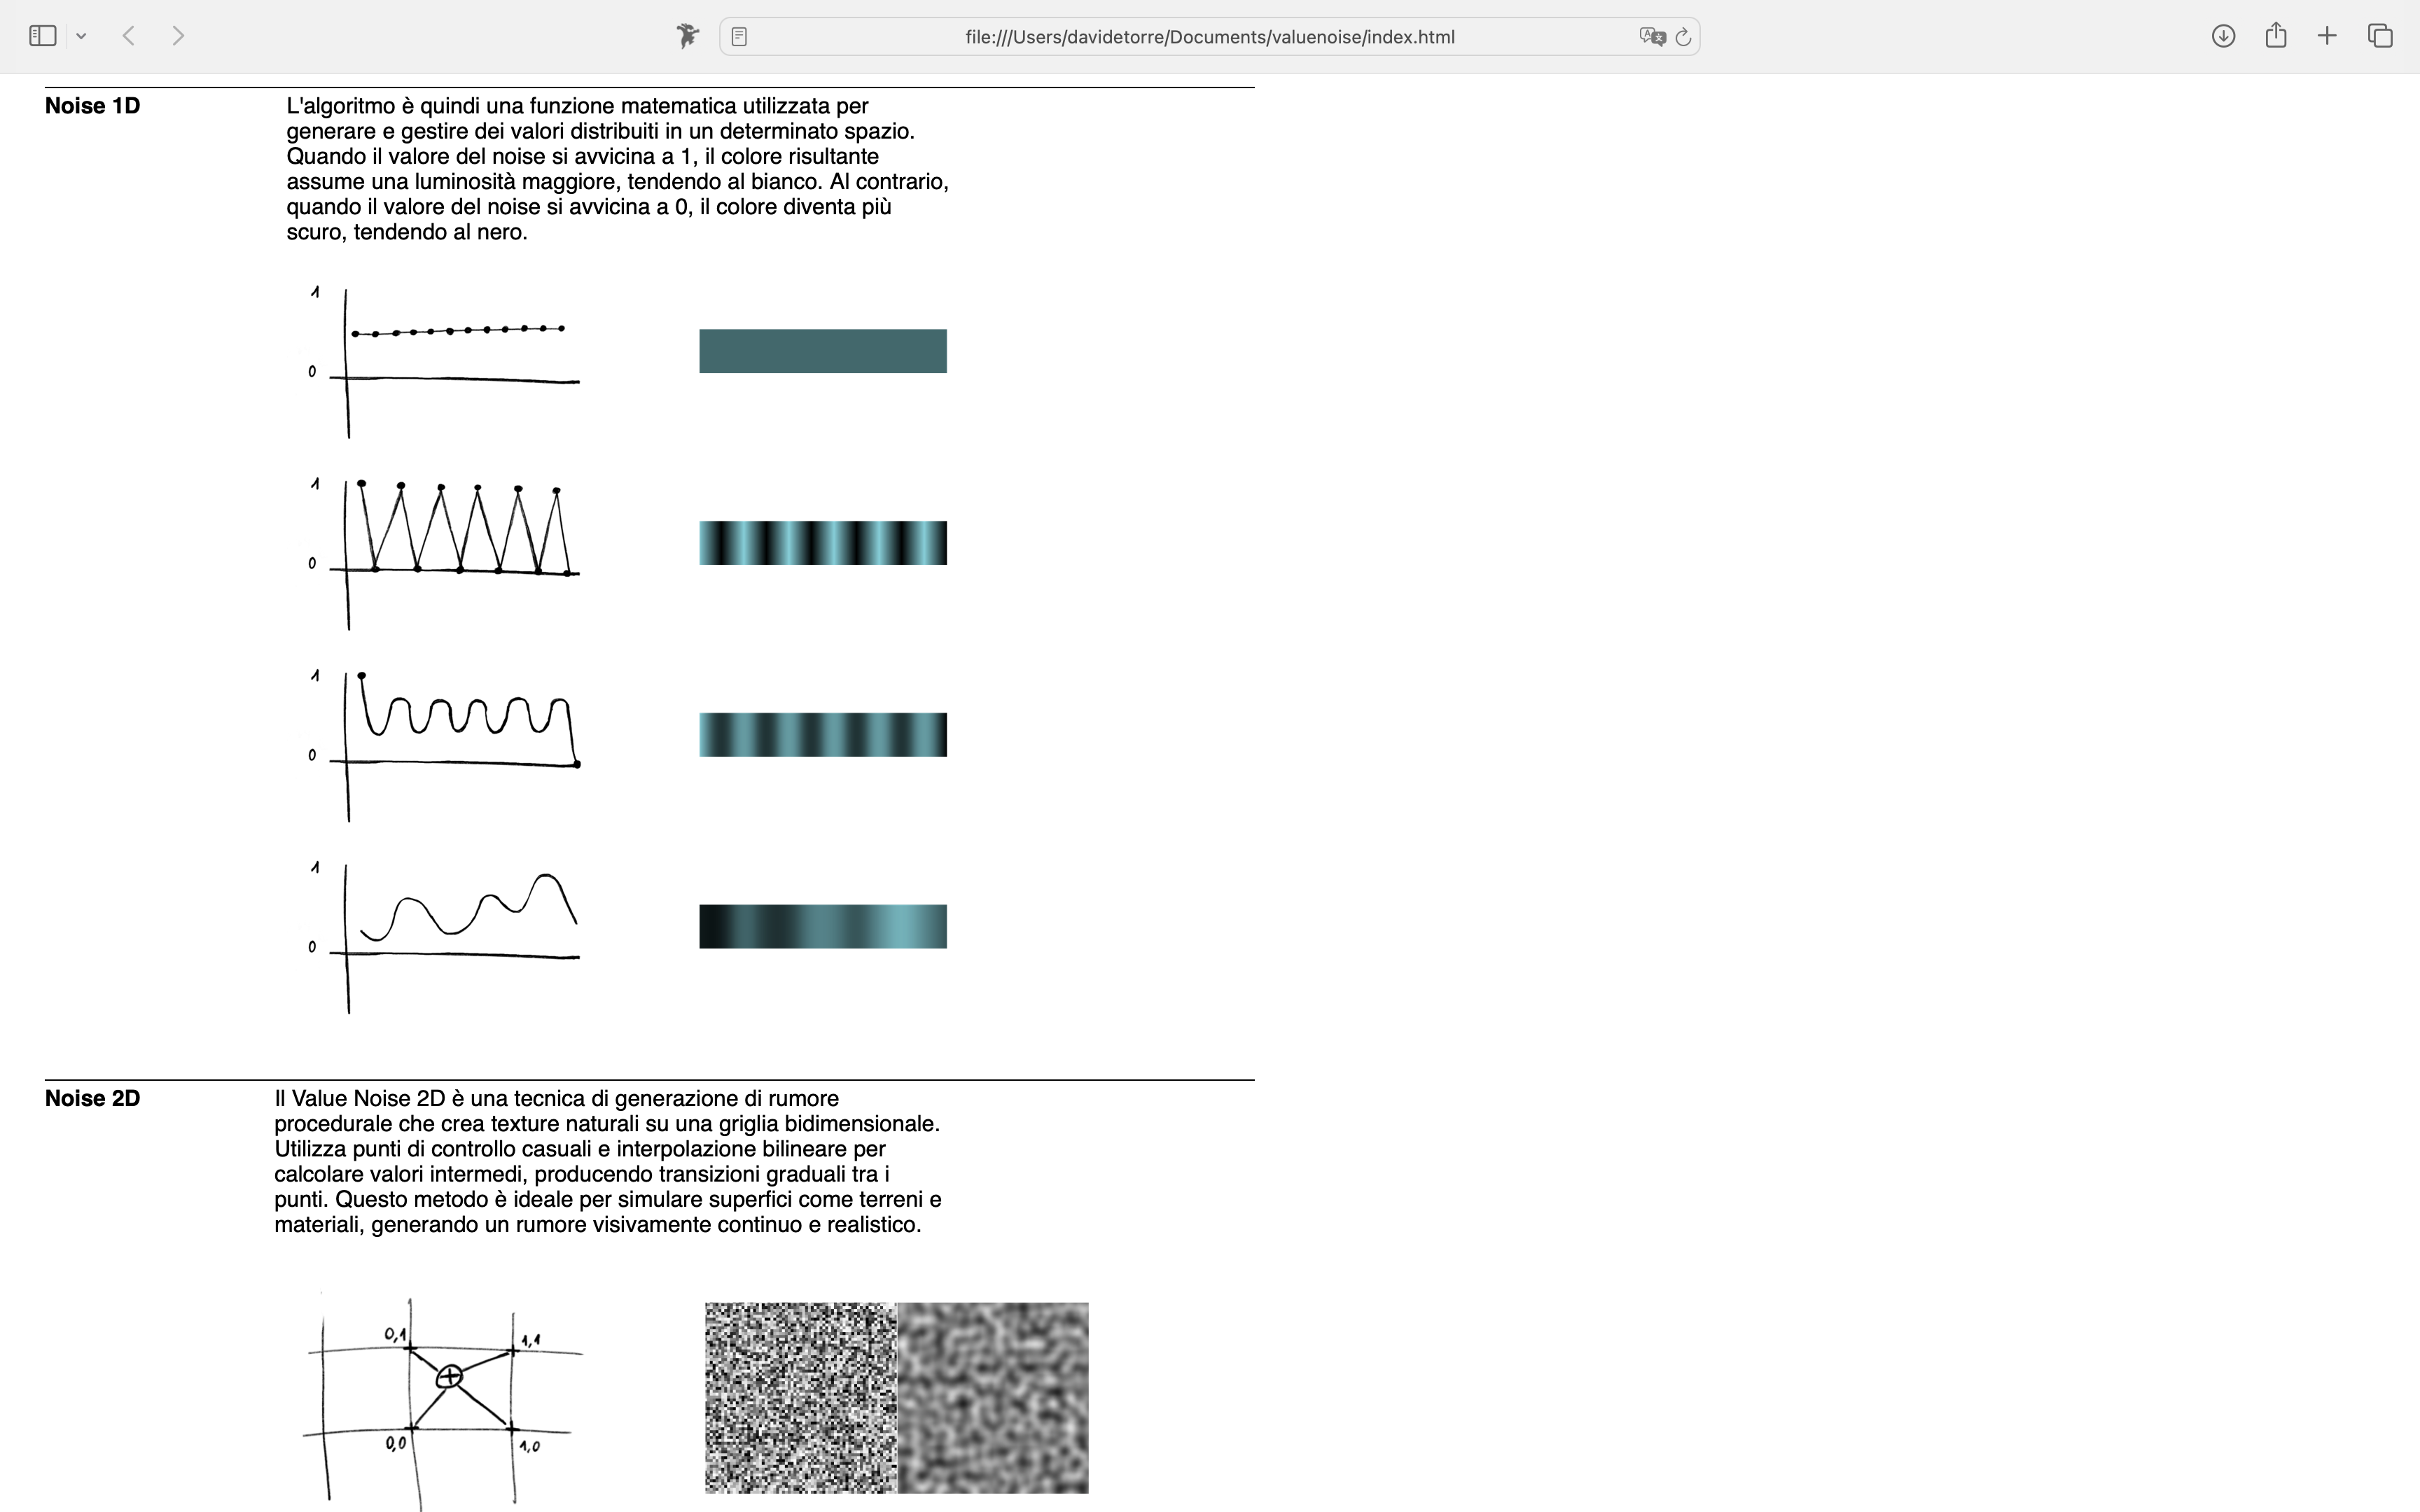 file:///Users/davidetorre/Documents/valuenoise/index.html
Noise 1D
L'algoritmo è quindi una funzione matematica utilizzata per
generare e gestire dei valori distribuiti in un determinato spazio.
Quando il valore del noise si avvicina a 1, il colore risultante
assume una luminosità maggiore, tendendo al bianco. Al contrario,
quando il valore del noise si avvicina a 0, il colore diventa più
scuro, tendendo al nero.
1
0
1
0
1
0
1
0
Noise 2D
Il Value Noise 2D è una tecnica di generazione di rumore
procedurale che crea texture naturali su una griglia bidimensionale.
Utilizza punti di controllo casuali e interpolazione bilineare per
calcolare valori intermedi, producendo transizioni graduali tra i
punti. Questo metodo è ideale per simulare superfici come terreni e
materiali, generando un rumore visivamente continuo e realistico.
0,1 1,1
0,0 1,0